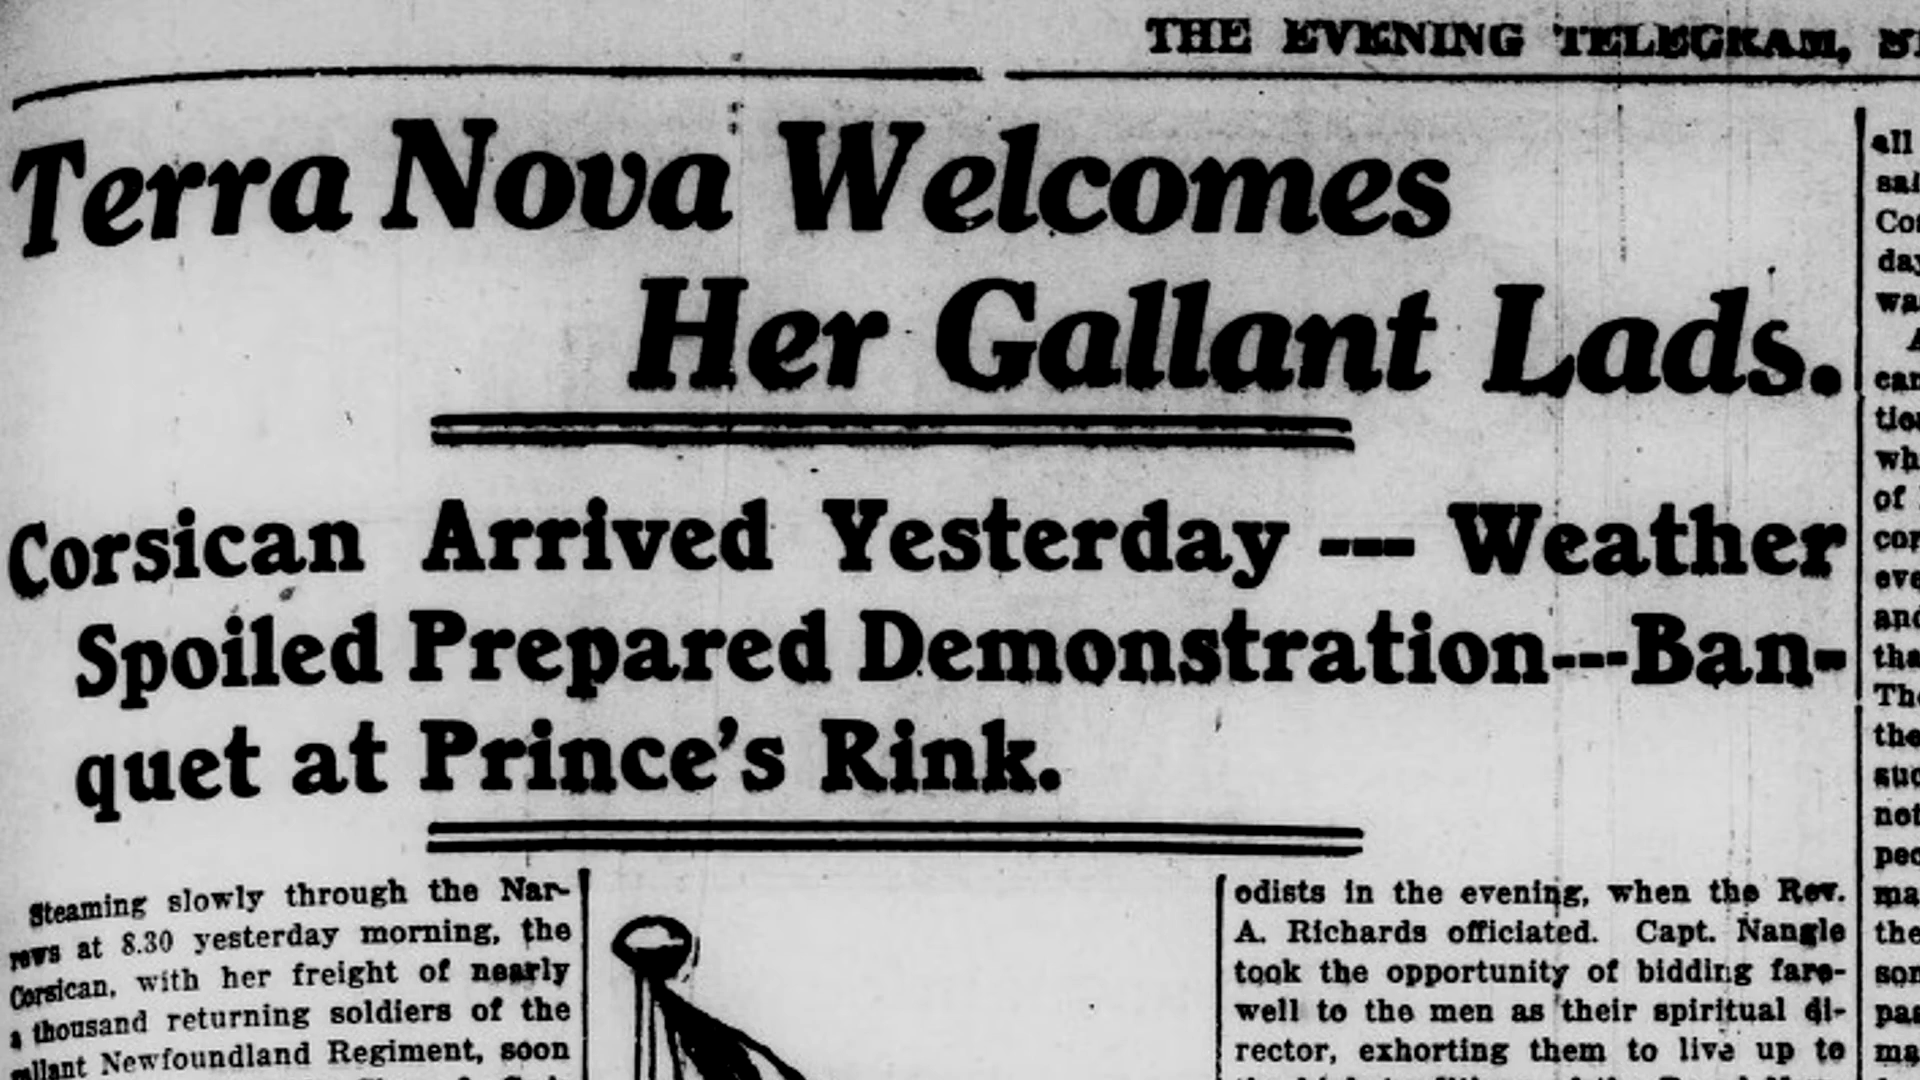 THE EVENING TELEGRAM,
Terra Nova Welcomes
Her Gallant Lads.
Corsican Arrived Yesterday --- Weather
Spoiled Prepared Demonstration---Ban-
quet at Prince's Rink.
Steaming slowly through the Nar-
rows at 8.30 yesterday morning, the
Corsican, with her freight of nearly
a thousand returning soldiers of the
Newfoundland Regiment, soon
odists in the evening, when the Rev.
A. Richards officiated. Capt. Nangle
took the opportunity of bidding fare-
well to the men as their spiritual di-
rector, exhorting them to live up to
all
of
the
the